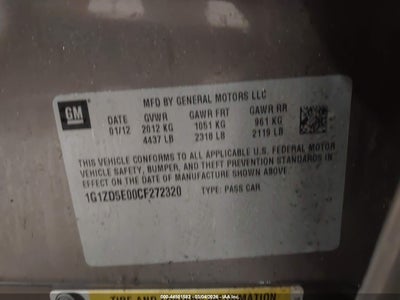 GM
MFD BY GENERAL MOTORS LLC
DATE GVWR GAWR FRT GAWR RR
01/12 2012 KG 1051 KG 961 KG
4437 LB 2318 LB 2119 LB
THIS VEHICLE CONFORMS TO ALL APPLICABLE U.S. FEDERAL MOTOR
VEHICLE SAFETY, BUMPER, AND THEFT PREVENTION STANDARDS IN
EFFECT ON THE DATE OF MANUFACTURE SHOWN ABOVE.
1G1ZD5E00CF272320 TYPE: PASS CAR
TIRE AND